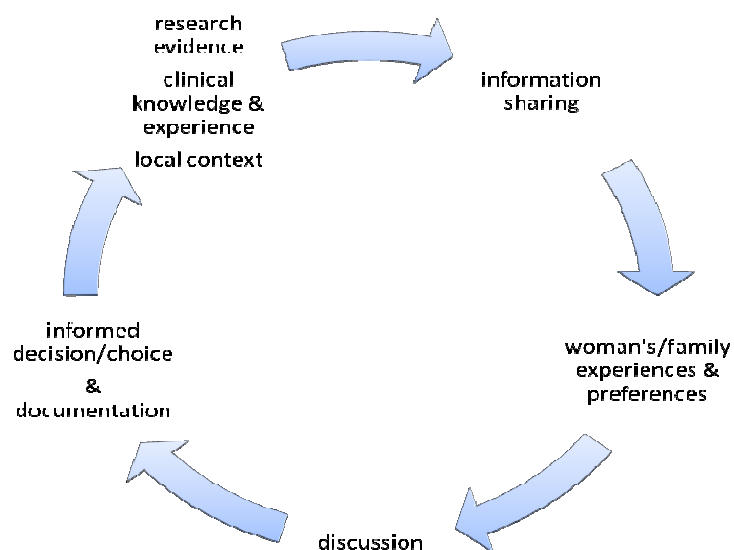 research
evidence
clinical
knowledge &
experience
local context
information
sharing
woman's/family
experiences &
preferences
discussion
informed
decision/choice
&
documentation